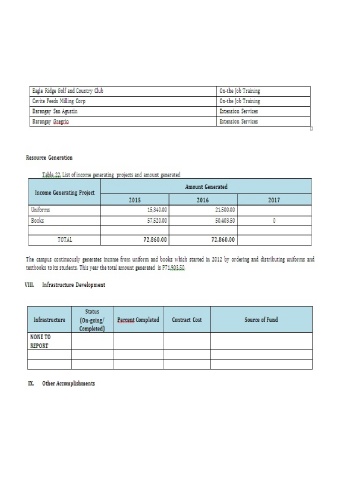 Eagle Ridge Golf and Country Club On-the Job Training
Cavite Feeds Milling Corp On-the Job Training
Barangay San Agustin Extension Services
Barangay Extension Services
Resource Generation
Table 22. List of income generating projects and amount generated
Income Generating Project Amount Generated
2015 2016 2017
Uniforms 15,340.00 21,500.00
Books 57,520.00 50,403.50 0
TOTAL 72,860.00 72,860.00
The campus continuously generates income from uniform and books which started in 2012 by ordering and distributing uniforms and
textbooks to its students. This year the total amount generated is P71,903.50.
VIII. Infrastructure Development
Infrastructure Status (On-going/ Completed) Percent Completed Contract Cost Source of Fund
NONE TO
REPORT
IX. Other Accomplishments